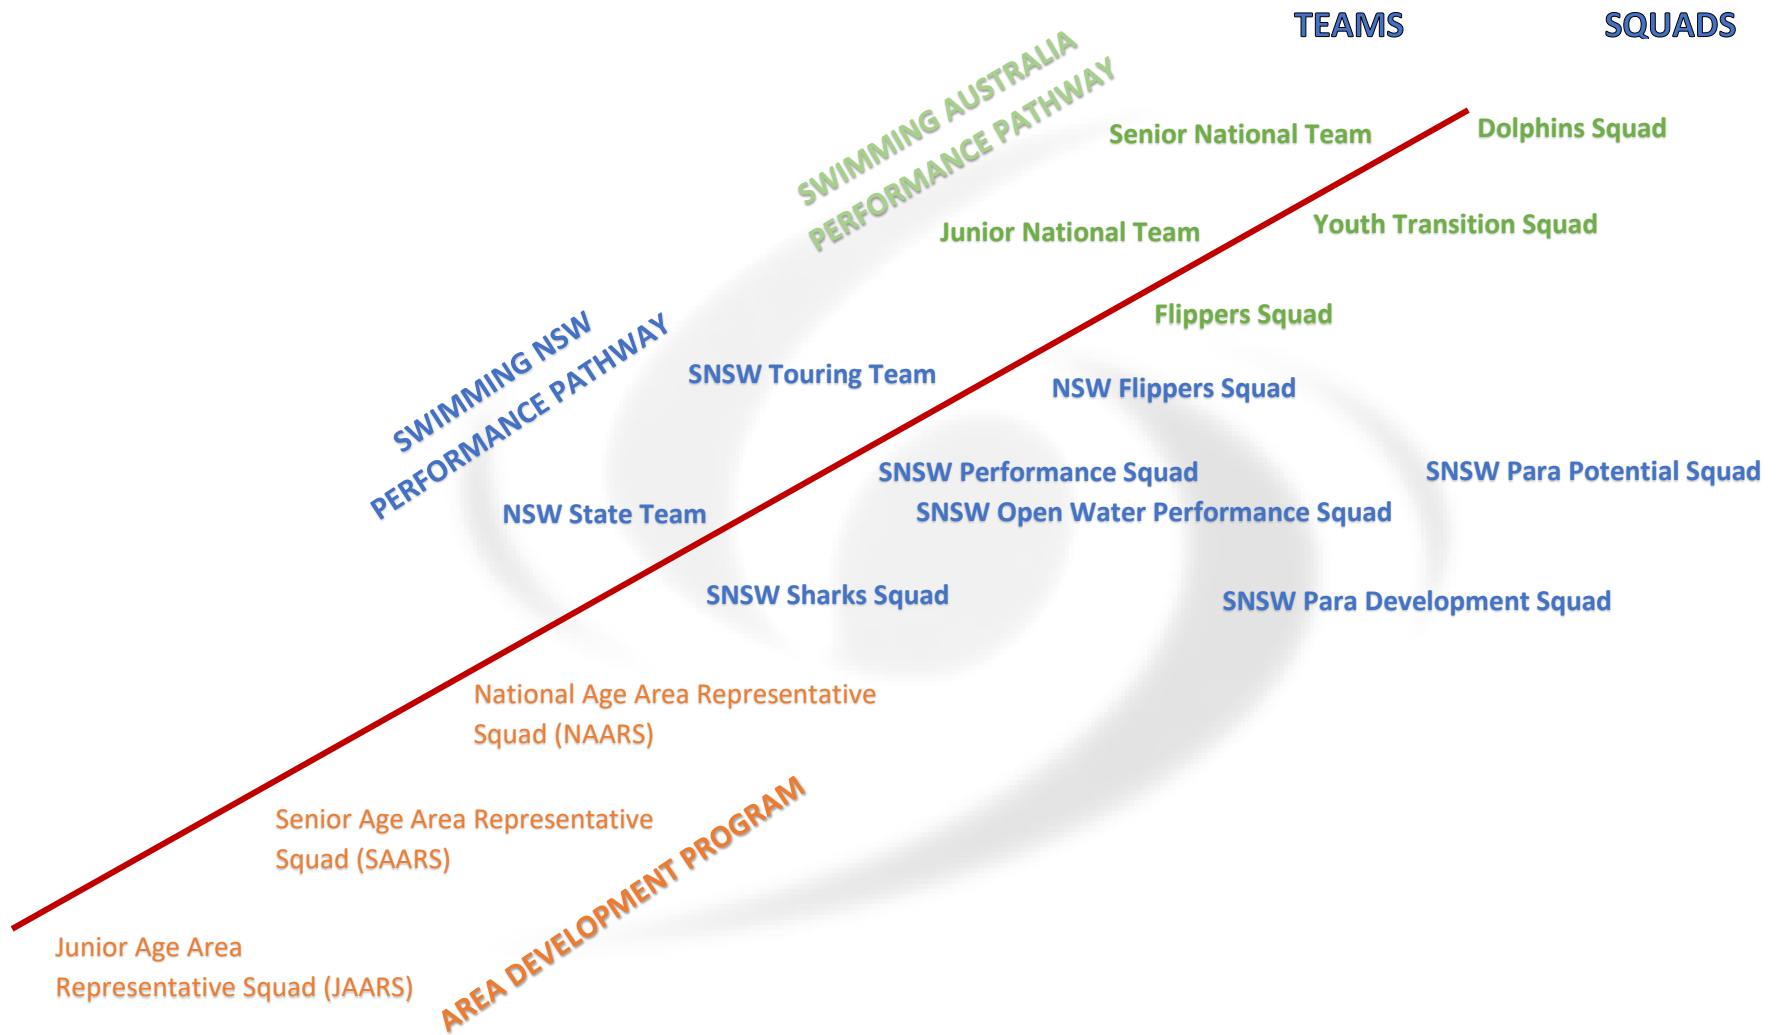 TEAMS
SQUADS
SWIMMING AUSTRALIA
PERFORMANCE PATHWAY
Senior National Team
Dolphins Squad
Junior National Team
Youth Transition Squad
Flippers Squad
SWIMMING NSW
PERFORMANCE PATHWAY
SNSW Touring Team
NSW Flippers Squad
SNSW Performance Squad
SNSW Para Potential Squad
NSW State Team
SNSW Open Water Performance Squad
SNSW Sharks Squad
SNSW Para Development Squad
National Age Area Representative
Squad (NAARS)
Senior Age Area Representative
Squad (SAARS)
AREA DEVELOPMENT PROGRAM
Junior Age Area
Representative Squad (JAARS)